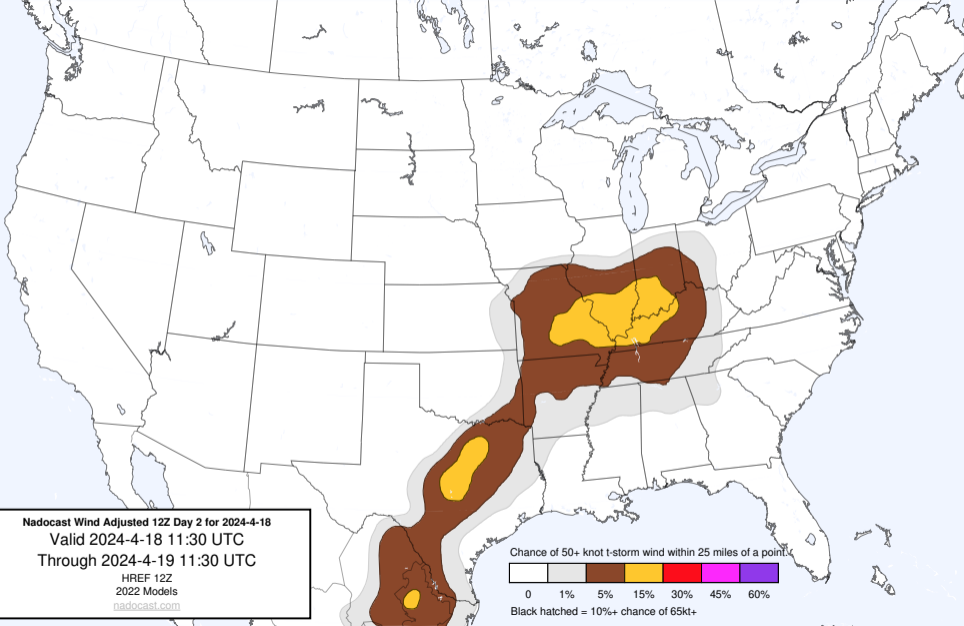 Nadocast Wind Adjusted 12Z Day 2 for 2024-4-18
Valid 2024-4-18 11:30 UTC
Through 2024-4-19 11:30 UTC
HREF 12Z
2022 Models
nadocast.com
Chance of 50+ knot t-storm wind within 25 miles of a point.
0 1% 5% 15% 30% 45% 60%
Black hatched = 10%+ chance of 65kt+